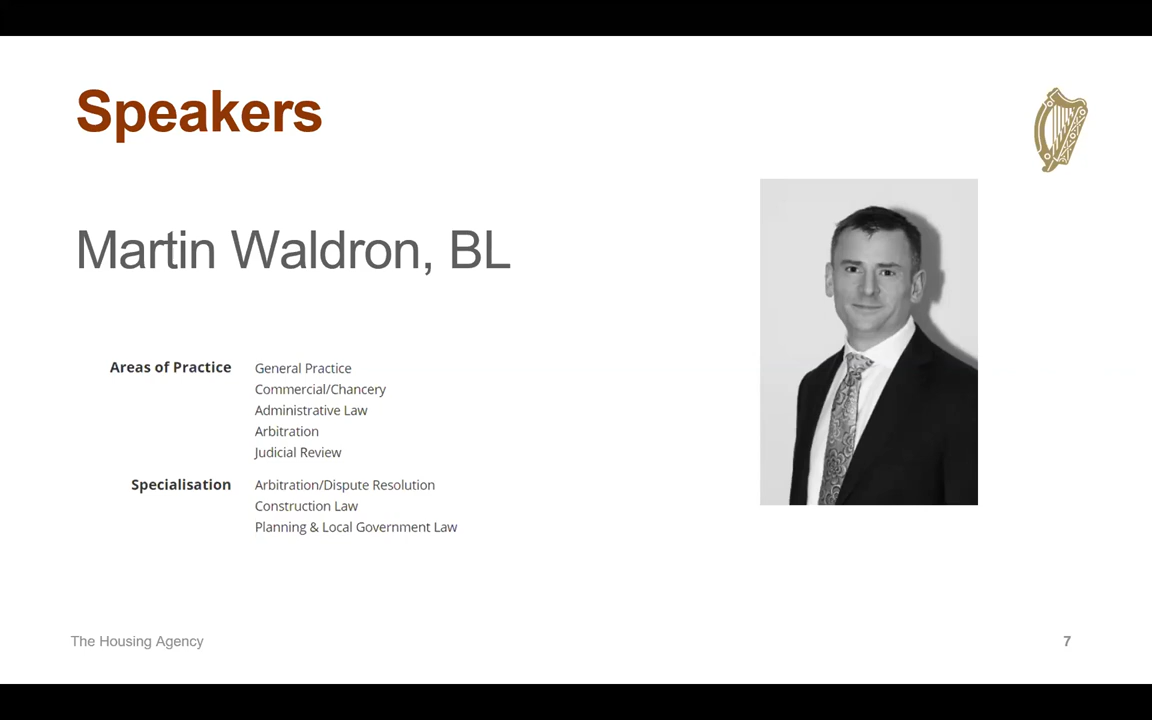 Speakers
Martin Waldron, BL
Areas of Practice
General Practice
Commercial/Chancery
Administrative Law
Arbitration
Judicial Review
Specialisation
Arbitration/Dispute Resolution
Construction Law
Planning & Local Government Law
The Housing Agency
7